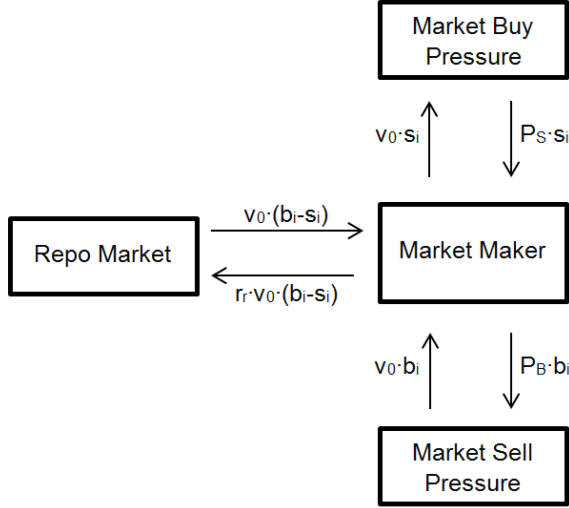 Market Buy
Pressure
v₀·sᵢ
Pₛ·sᵢ
v₀·(bᵢ-sᵢ)
Repo Market
Market Maker
rᵣ·v₀·(bᵢ-sᵢ)
v₀·bᵢ
P_B·bᵢ
Market Sell
Pressure